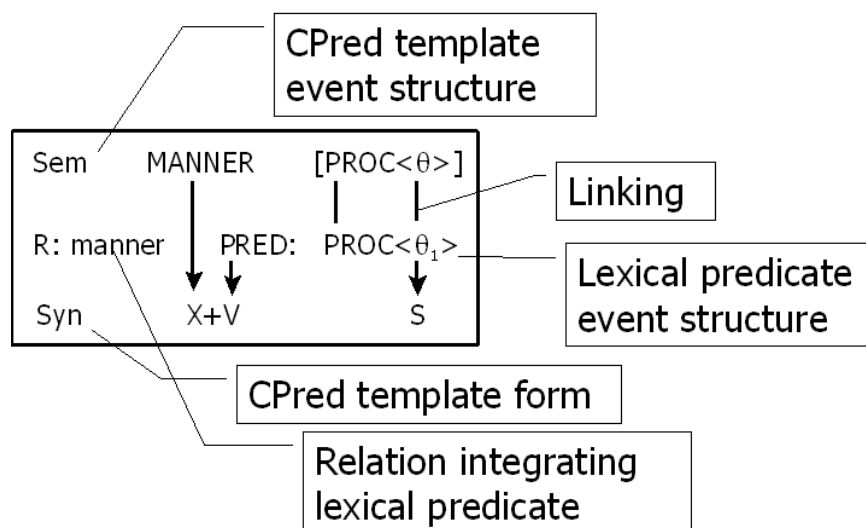 CPred template
event structure
Sem MANNER [PROC<θ>]
Linking
R: manner PRED: PROC<θ₁>
Lexical predicate
event structure
Syn X+V S
CPred template form
Relation integrating
lexical predicate